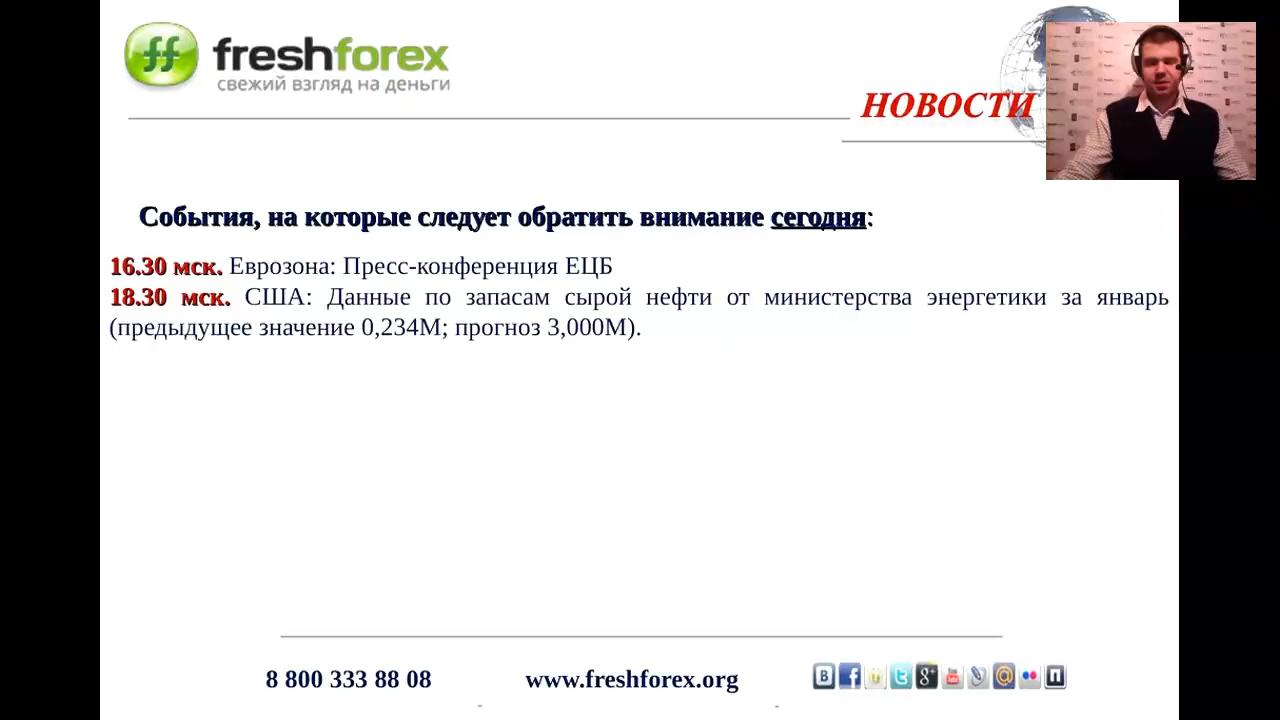 ff freshforex
свежий взгляд на деньги
НОВОСТИ
События, на которые следует обратить внимание сегодня:
16.30 мск. Еврозона: Пресс-конференция ЕЦБ
18.30 мск. США: Данные по запасам сырой нефти от министерства энергетики за январь
(предыдущее значение 0,234М; прогноз 3,000М).
8 800 333 88 08 www.freshforex.org